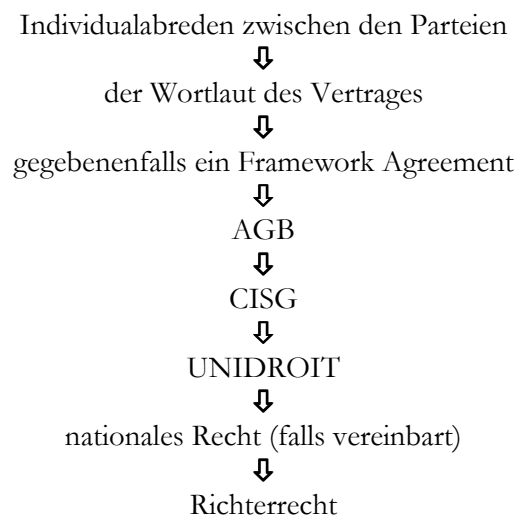 Individualabreden zwischen den Parteien
⇩
der Wortlaut des Vertrages
⇩
gegebenenfalls ein Framework Agreement
⇩
AGB
⇩
CISG
⇩
UNIDROIT
⇩
nationales Recht (falls vereinbart)
⇩
Richterrecht